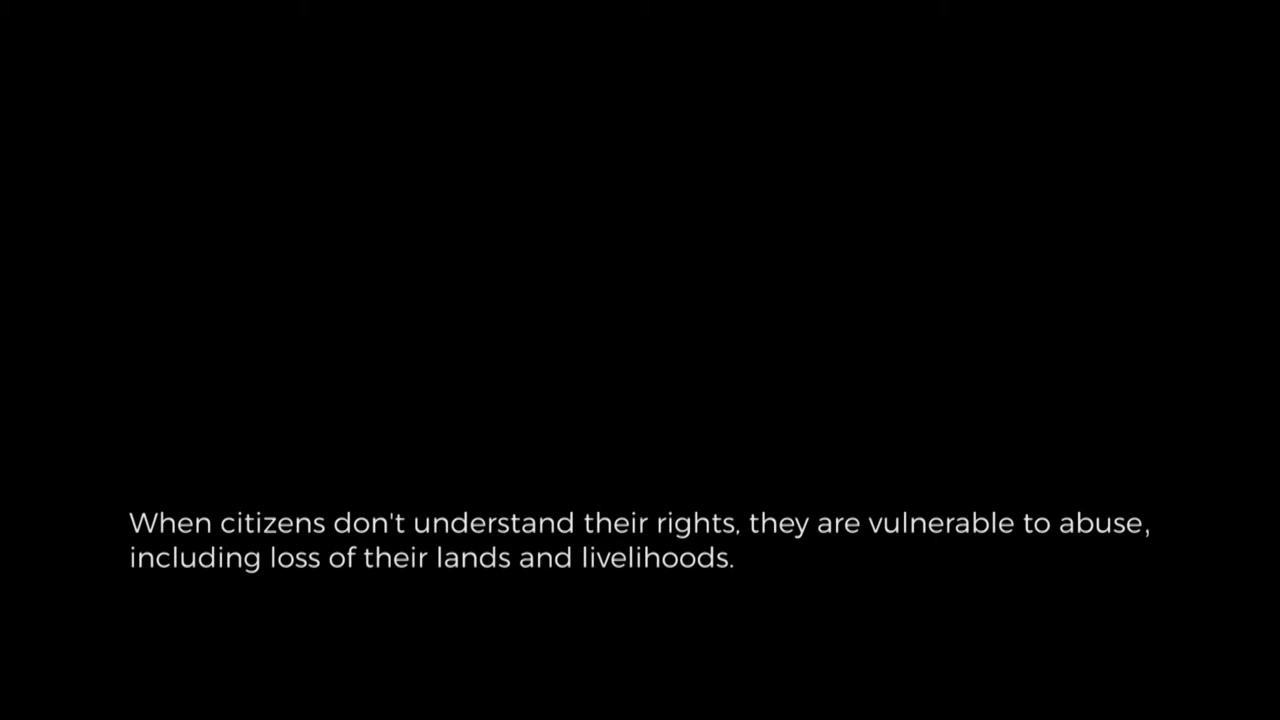 When citizens don't understand their rights, they are vulnerable to abuse,
including loss of their lands and livelihoods.